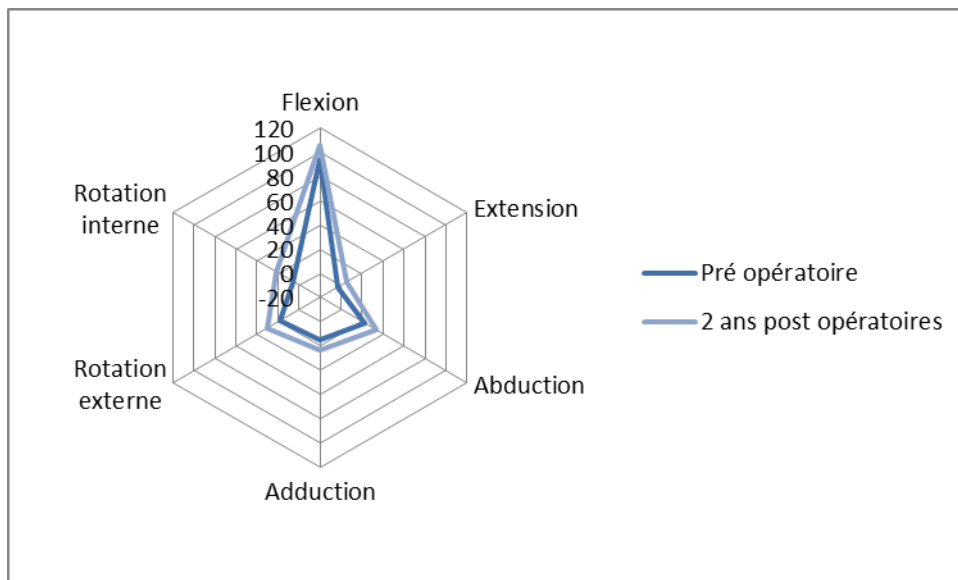 Flexion
120
100
80
60
40
20
0
-20
Rotation
interne
Extension
Rotation
externe
Abduction
Adduction
Pré opératoire
2 ans post opératoires